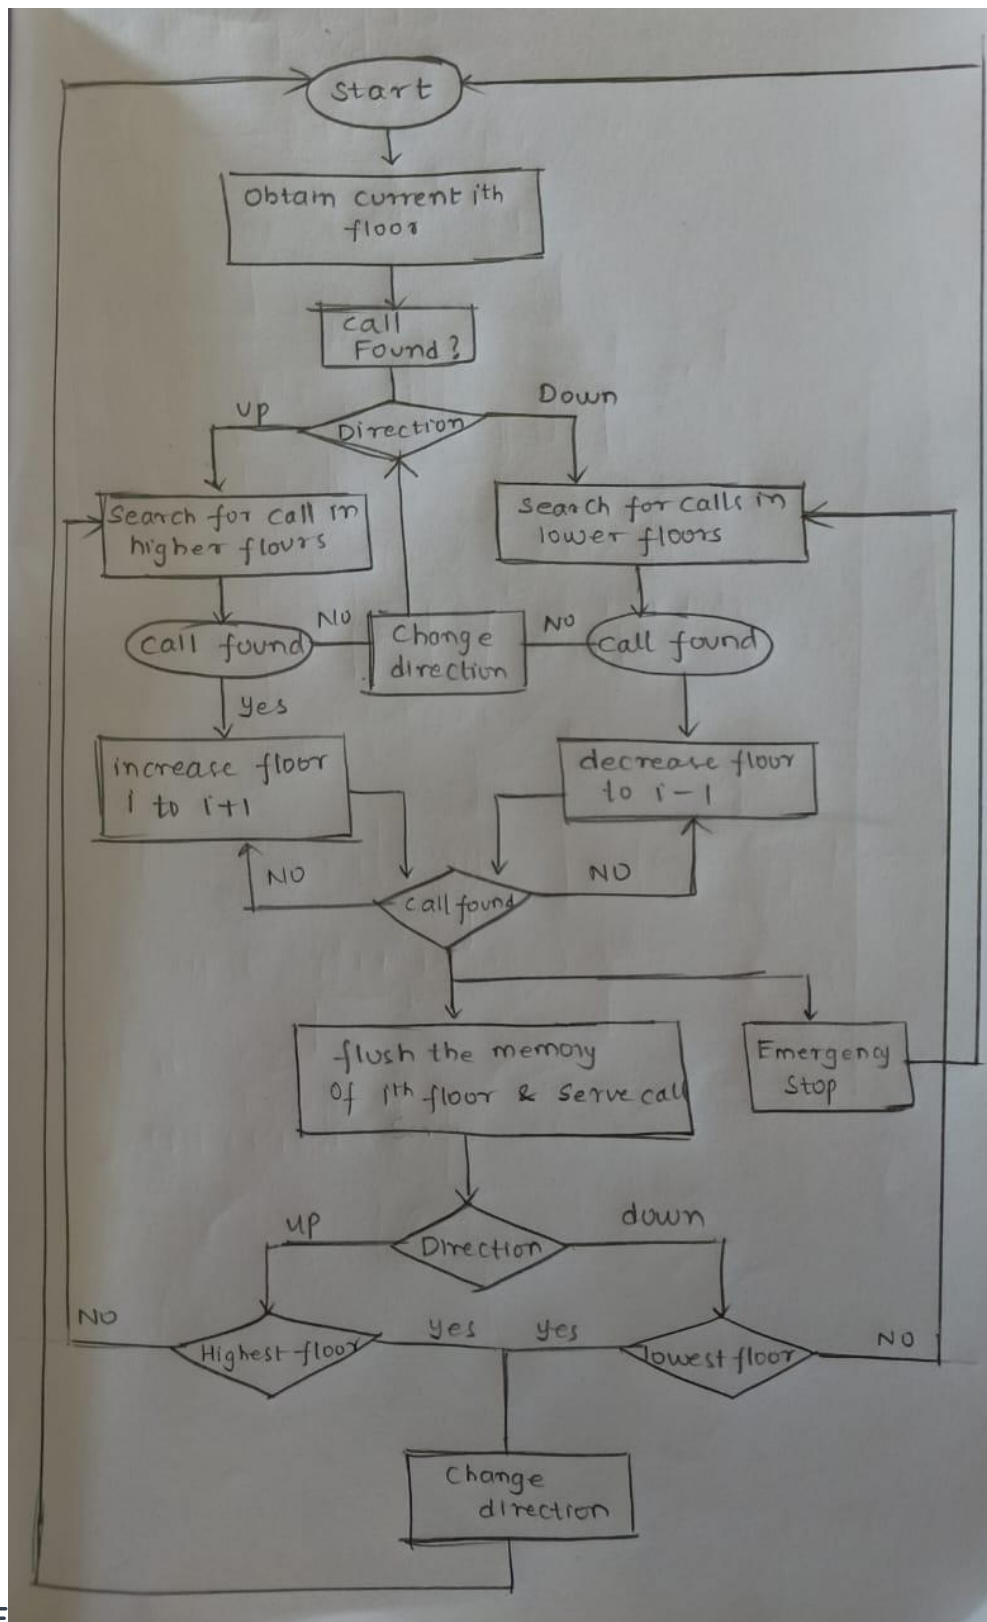 Start
Obtain current ith
floor
Call
Found?
UP
Down
Direction
Search for call in
higher floors
Search for calls in
lower floors
Call found
NO
Change
direction
NO
Call found
Yes
increase floor
i to i+1
decrease floor
to i-1
NO
Call found
NO
flush the memory
Of ith floor & Serve call
Emergency
Stop
UP
down
Direction
NO
Highest floor
Yes
Yes
lowest floor
NO
Change
direction